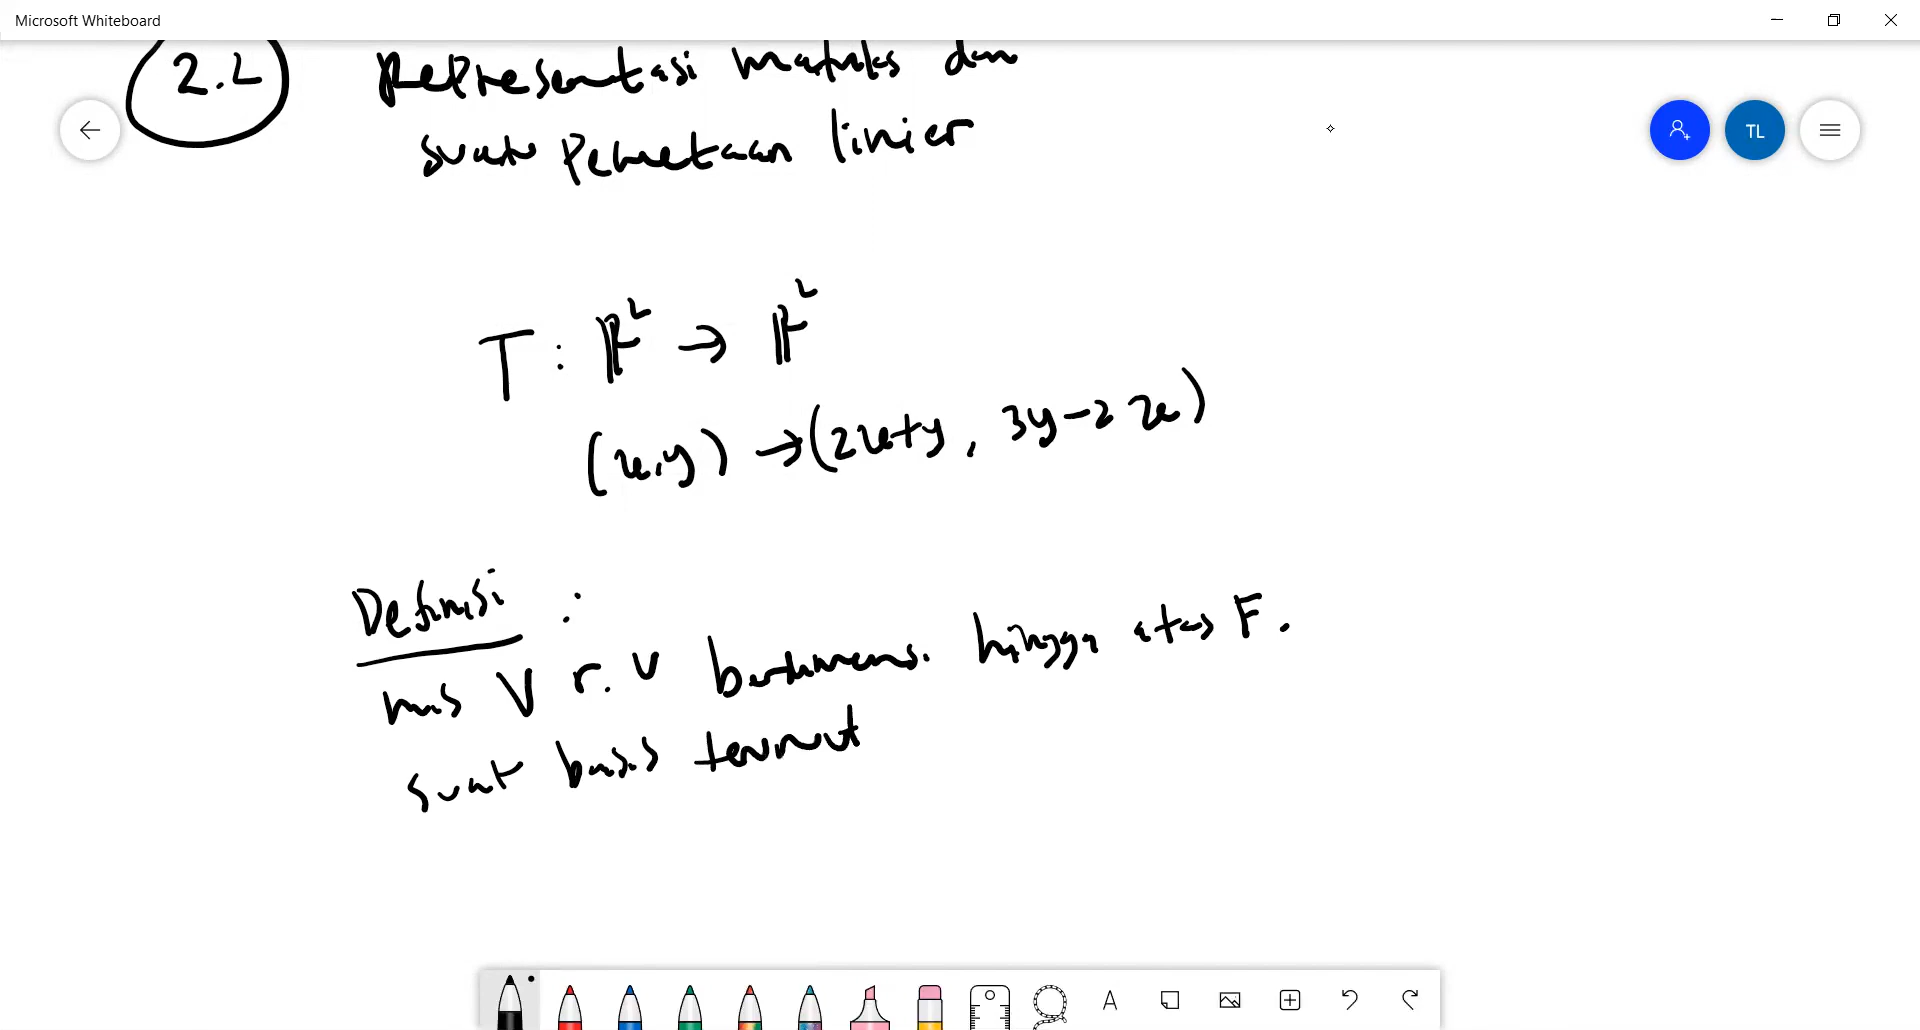 Microsoft Whiteboard
2.2 Representasi matriks dari
suatu Pemetaan linier
TL
T : ℝ² → ℝ²
(x,y) → (2x+y, 3y-2x)
Definisi :
mis V r. v berdimensi hingga atas F.
suatu basis terurut